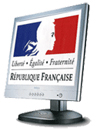 Liberté • Égalité • Fraternité
RÉPUBLIQUE FRANÇAISE